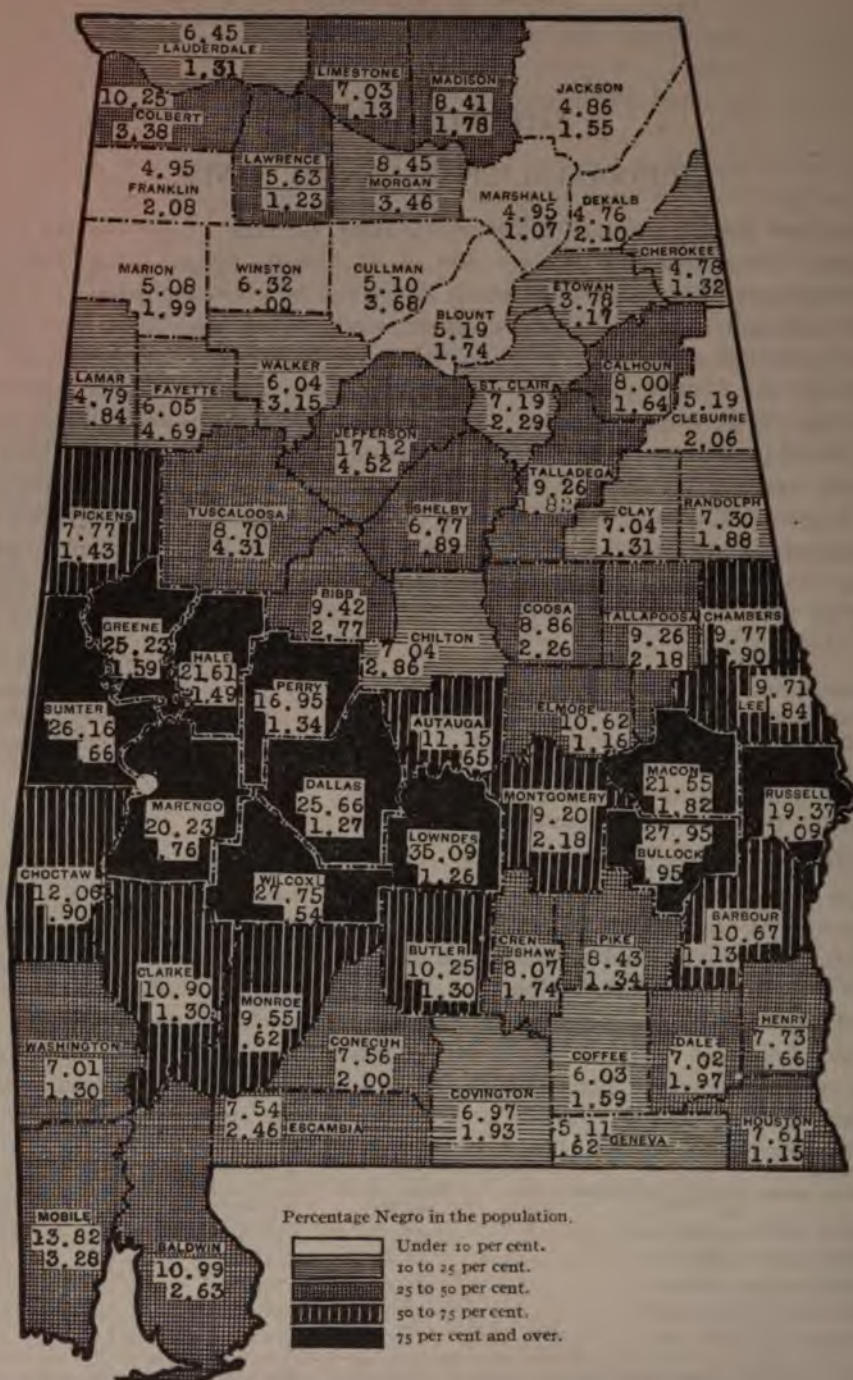 6.45
LAUDERDALE
1.31
LIMESTONE
7.03
.13
MADISON
8.41
1.78
JACKSON
4.86
1.55
10.25
COLBERT
3.38
LAWRENCE
5.63
1.23
8.45
MORGAN
3.46
4.95
FRANKLIN
2.08
MARSHALL
4.95
1.07
DEKALB
4.76
2.10
CHEROKEE
4.78
1.32
MARION
5.08
1.99
WINSTON
6.32
.00
CULLMAN
5.10
3.68
BLOUNT
5.19
1.74
ETOWAH
3.78
.17
LAMAR
4.79
.84
FAYETTE
6.05
4.69
WALKER
6.04
3.15
ST. CLAIR
7.19
2.29
CALHOUN
8.00
1.64
5.19
CLEBURNE
2.06
JEFFERSON
17.12
4.52
TALLADEGA
9.26
1.82
PICKENS
7.77
1.43
TUSCALOOSA
8.70
4.31
SHELBY
6.77
.89
CLAY
7.04
1.31
RANDOLPH
7.30
1.88
BIBB
9.42
2.77
7.04
CHILTON
2.86
COOSA
8.86
2.26
TALLAPOOSA
9.26
2.18
CHAMBERS
9.77
.90
GREENE
25.23
1.59
HALE
21.61
1.49
PERRY
16.95
1.34
AUTAUGA
11.15
.65
ELMORE
10.62
1.16
9.71
LEE
.84
SUMTER
26.16
.66
MARENGO
20.23
.76
DALLAS
25.66
1.27
LOWNDES
35.09
1.26
MONTGOMERY
9.20
2.18
MACON
21.55
1.82
27.95
BULLOCK
.95
RUSSELL
19.37
1.09
CHOCTAW
12.06
.90
WILCOX
27.75
.54
CLARKE
10.90
1.30
MONROE
9.55
.62
BUTLER
10.25
1.30
CREN
SHAW
8.07
1.74
PIKE
8.43
1.34
BARBOUR
10.67
1.13
WASHINGTON
7.01
1.30
CONECUH
7.56
2.00
COVINGTON
6.97
1.93
COFFEE
6.03
1.59
DALE
7.02
1.97
HENRY
7.73
.66
7.54
2.46
ESCAMBIA
5.11
.62
GENEVA
HOUSTON
7.61
1.15
MOBILE
13.82
3.28
BALDWIN
10.99
2.63
Percentage Negro in the population.
Under 10 per cent.
10 to 25 per cent.
25 to 50 per cent.
50 to 75 per cent.
75 per cent and over.